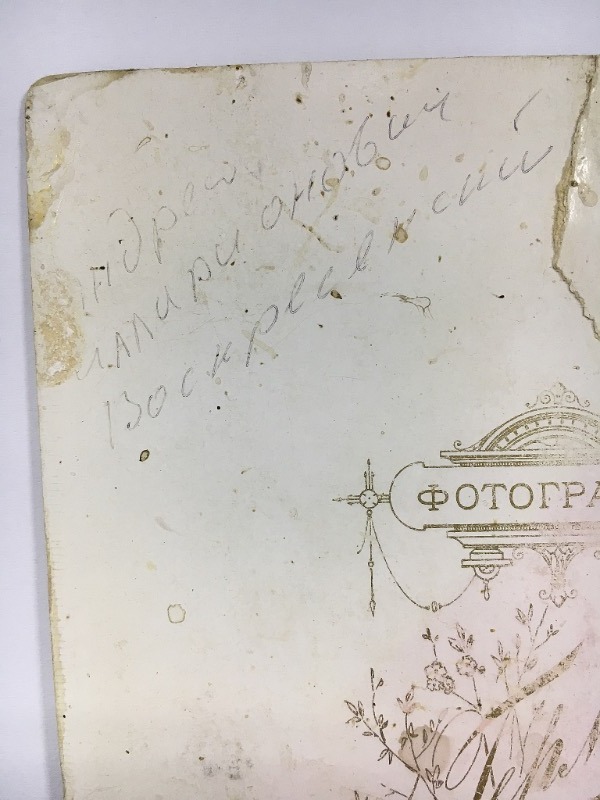 Андрей
Илларионович
Воскресенский
ФОТОГРА